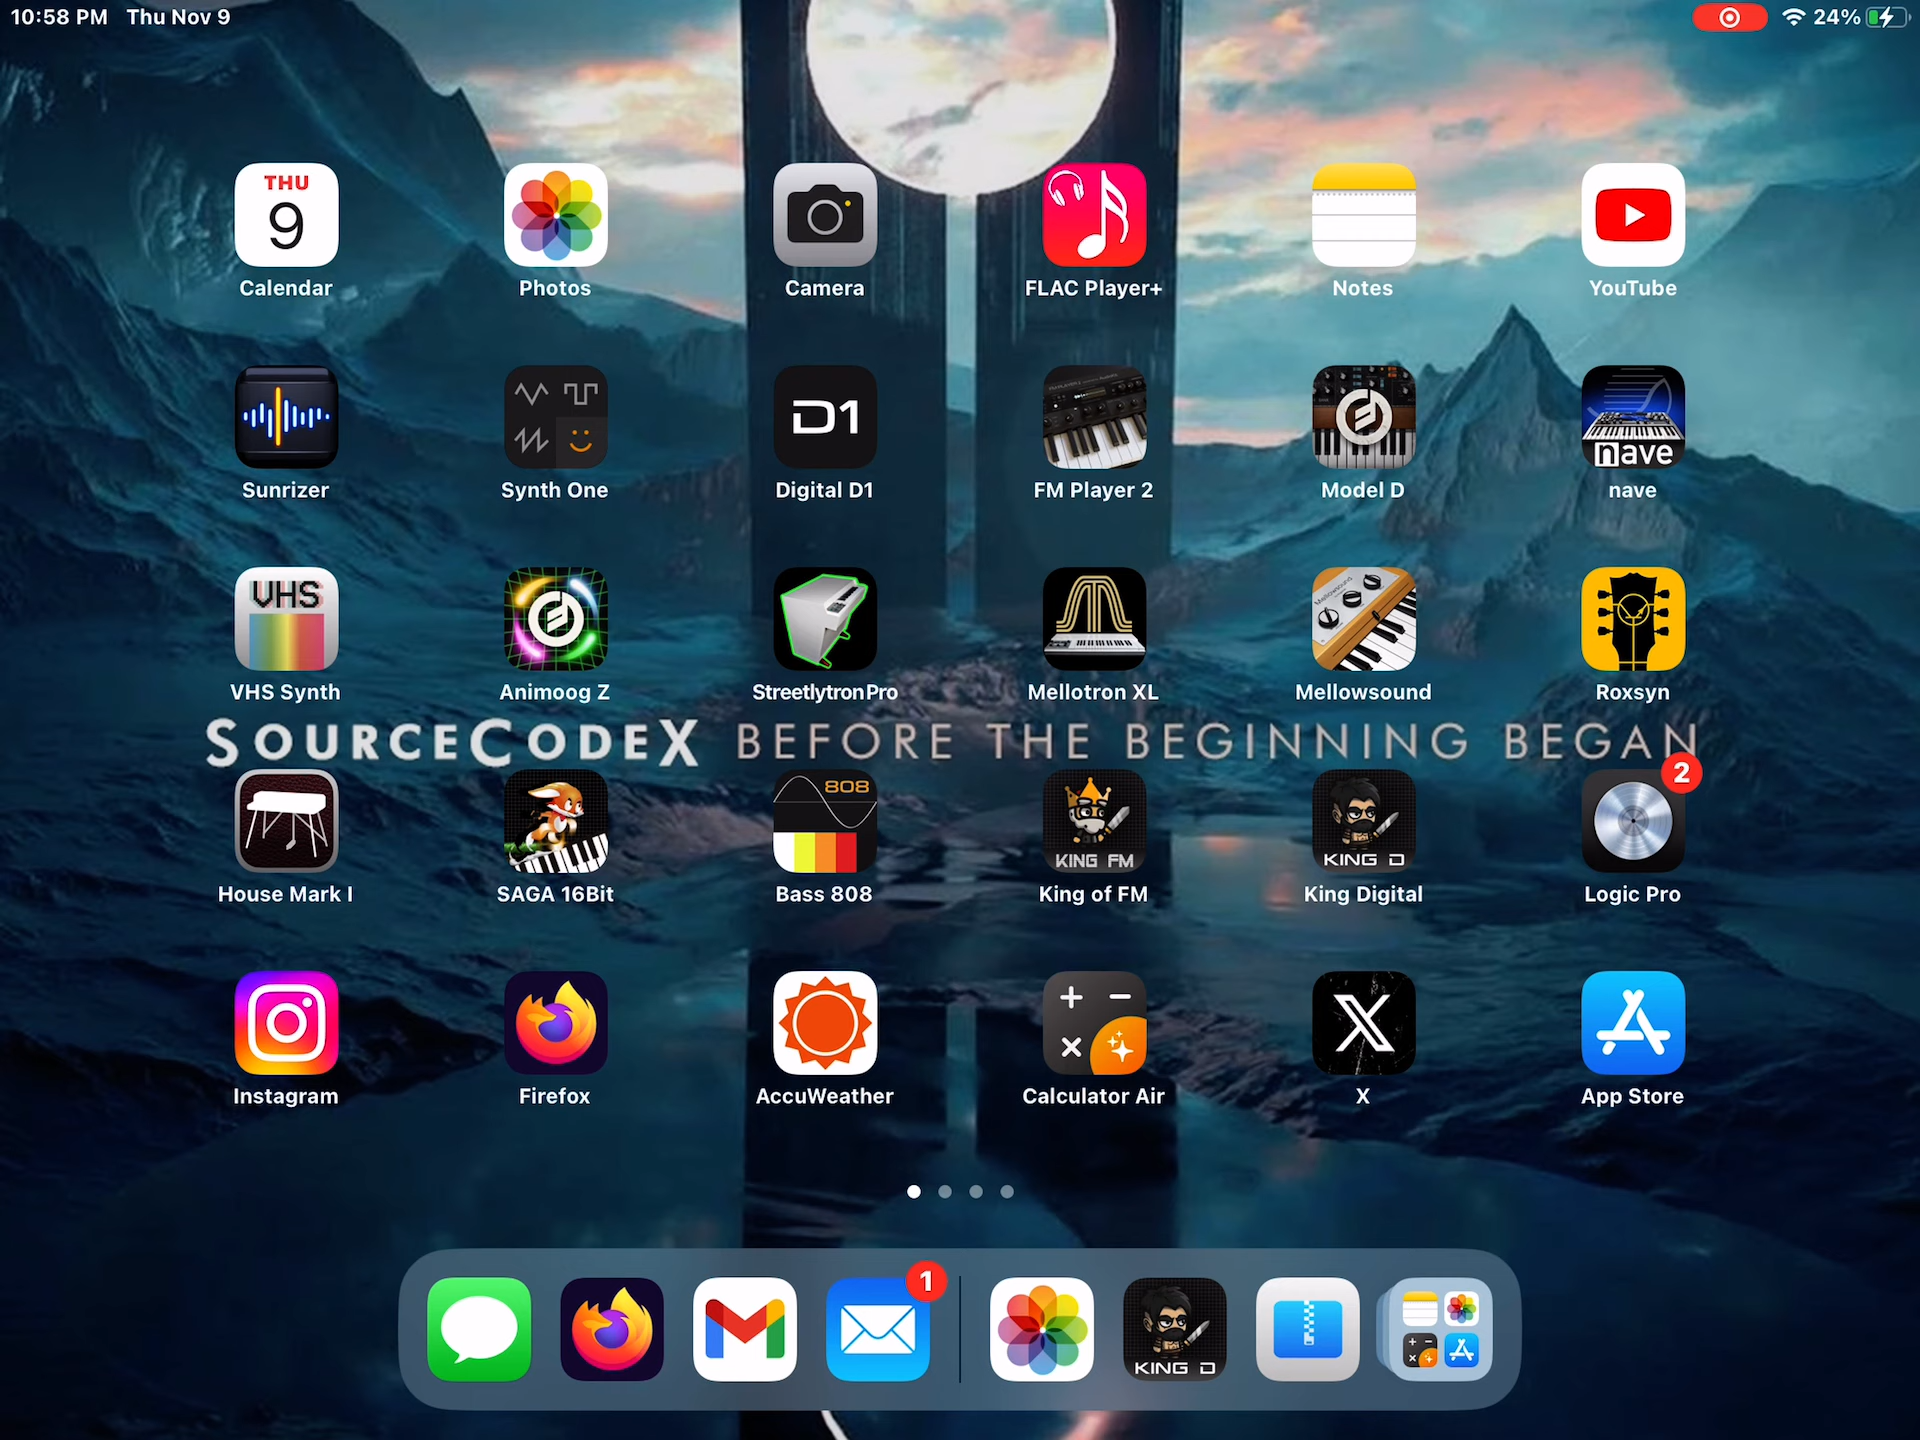 10:58 PM Thu Nov 9
24%
THU
9
Calendar
Photos
Camera
FLAC Player+
Notes
YouTube
D1
nave
Sunrizer
Synth One
Digital D1
FM Player 2
Model D
nave
VHS
Mellowsound
VHS Synth
Animoog Z
StreetlytronPro
Mellotron XL
Mellowsound
Roxsyn
SOURCECODEX BEFORE THE BEGINNING BEGAN
808
KING FM
KING D
2
House Mark I
SAGA 16Bit
Bass 808
King of FM
King Digital
Logic Pro
Instagram
Firefox
AccuWeather
Calculator Air
X
App Store
1
KING D